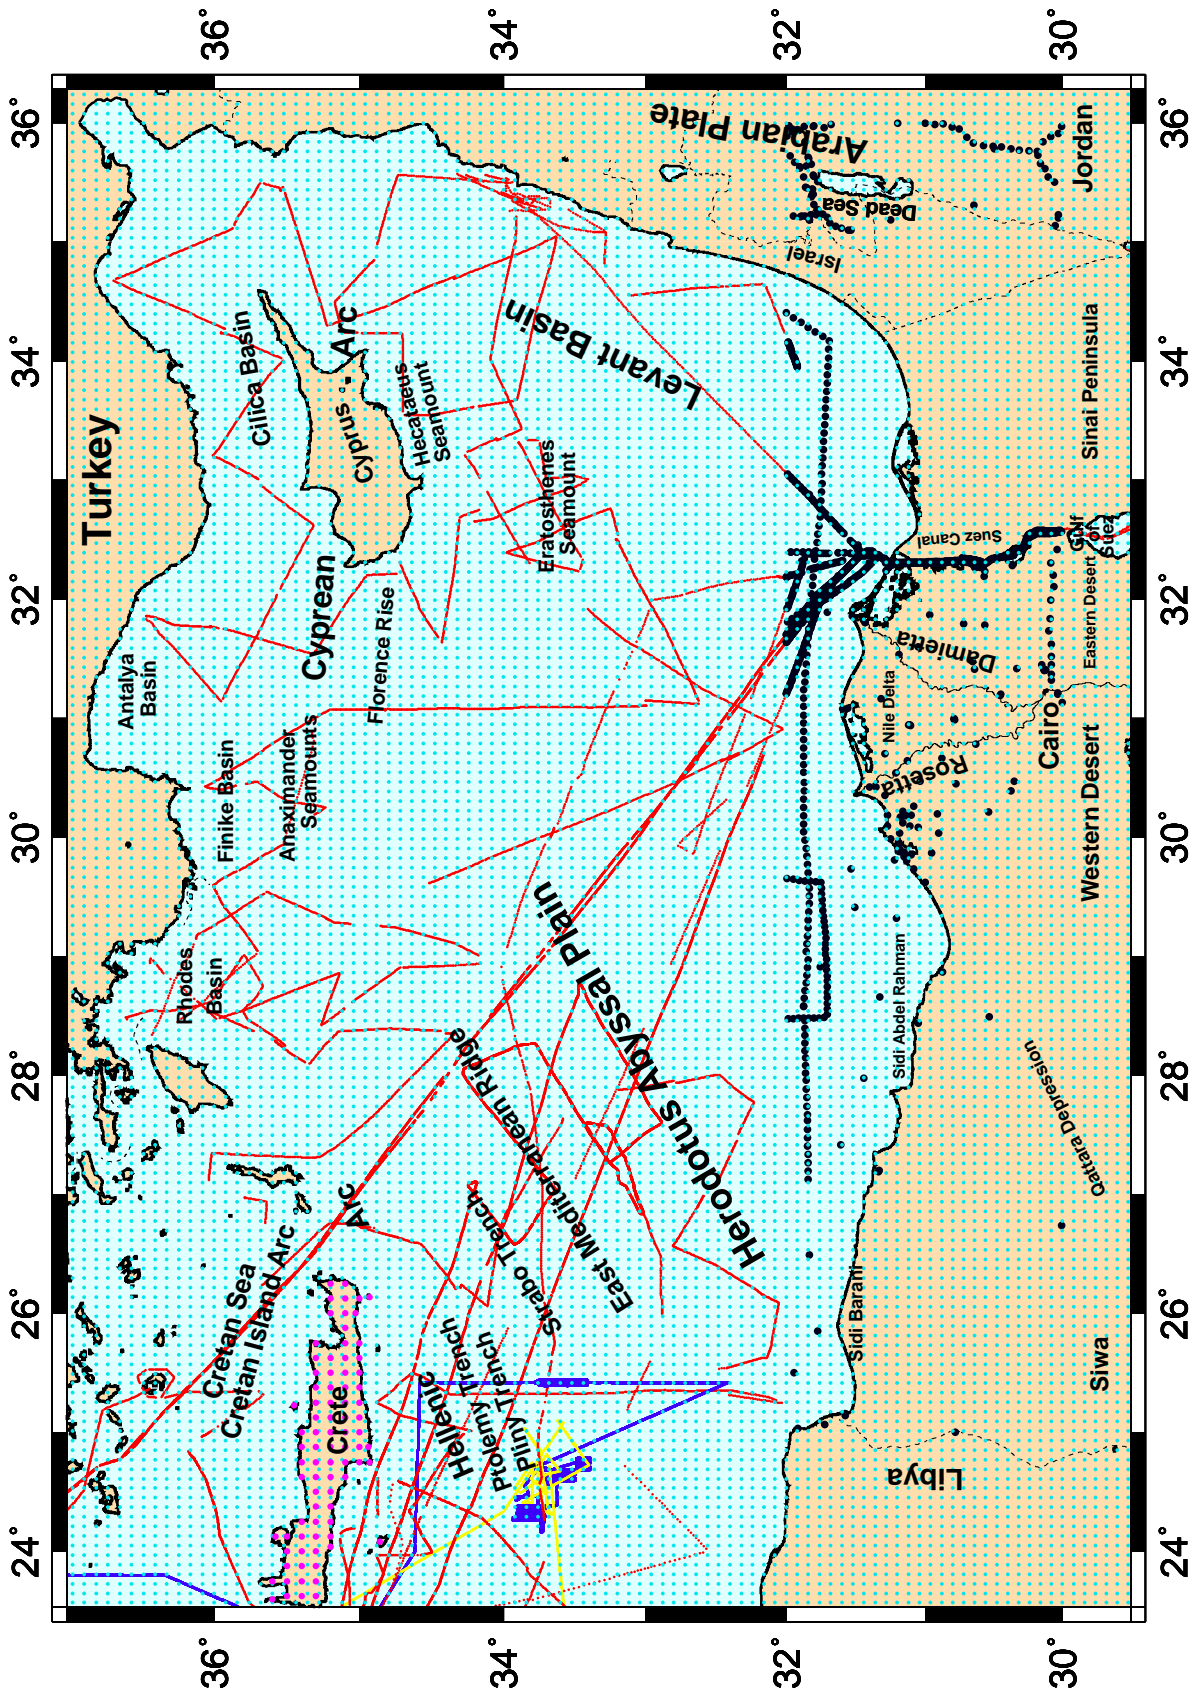 36°
34°
32°
30°
24°
26°
28°
30°
32°
34°
36°
Turkey
Antalya
Basin
Cilica Basin
Finike Basin
Rhodes
Basin
Anaximander
Seamounts
Cyprean
Arc
Cyprus
Florence Rise
Hecataeus
Seamount
Eratosthenes
Seamount
Levant Basin
Cretan Sea
Cretan Island Arc
Crete
Hellenic
Arc
Ptolemy Trench
Pliny Trench
Strabo Trench
East Mediterranean Ridge
Herodotus Abyssal Plain
Arabian Plate
Dead Sea
Israel
Jordan
Sinai Peninsula
Suez Canal
Gulf
of
Suez
Eastern Desert
Damietta
Nile Delta
Rosetta
Cairo
Western Desert
Sidi Abdel Rahman
Qattara Depression
Sidi Barani
Siwa
Libya
24°
26°
28°
30°
32°
34°
36°
36°
34°
32°
30°